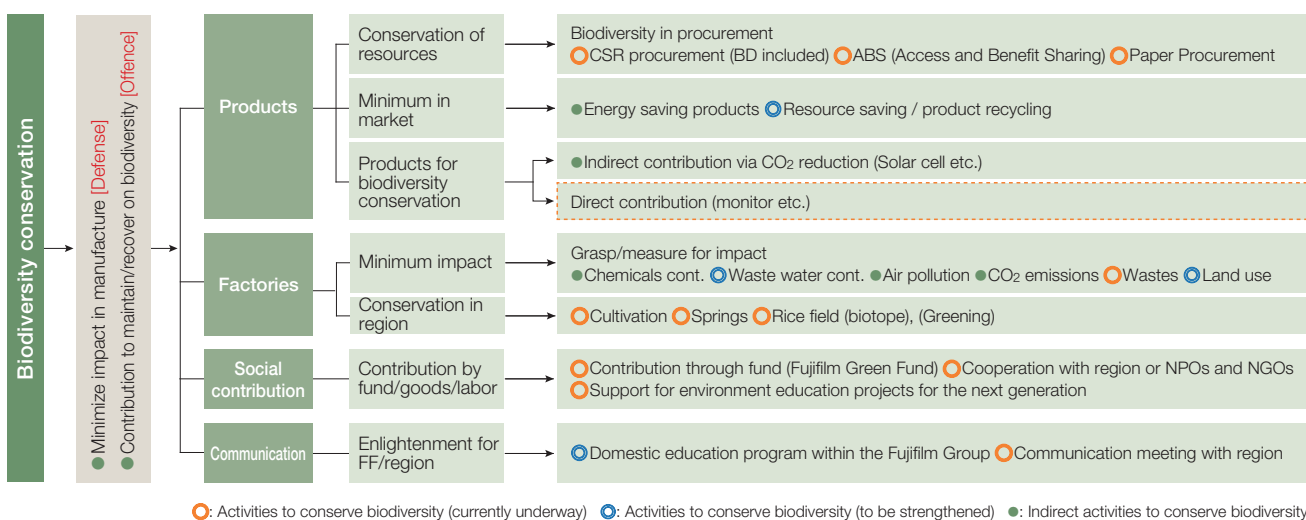 Biodiversity conservation
● Minimize impact in manufacture [Defense]
● Contribution to maintain/recover on biodiversity [Offence]
Products
Conservation of
resources
Biodiversity in procurement
CSR procurement (BD included) ABS (Access and Benefit Sharing) Paper Procurement
Minimum in
market
●Energy saving products Resource saving / product recycling
Products for
biodiversity
conservation
●Indirect contribution via CO₂ reduction (Solar cell etc.)
Direct contribution (monitor etc.)
Factories
Minimum impact
Grasp/measure for impact
●Chemicals cont. Waste water cont. ●Air pollution ●CO₂ emissions Wastes Land use
Conservation in
region
Cultivation Springs Rice field (biotope), (Greening)
Social
contribution
Contribution by
fund/goods/labor
Contribution through fund (Fujifilm Green Fund) Cooperation with region or NPOs and NGOs
Support for environment education projects for the next generation
Communication
Enlightenment for
FF/region
Domestic education program within the Fujifilm Group Communication meeting with region
: Activities to conserve biodiversity (currently underway) : Activities to conserve biodiversity (to be strengthened) ●: Indirect activities to conserve biodiversity